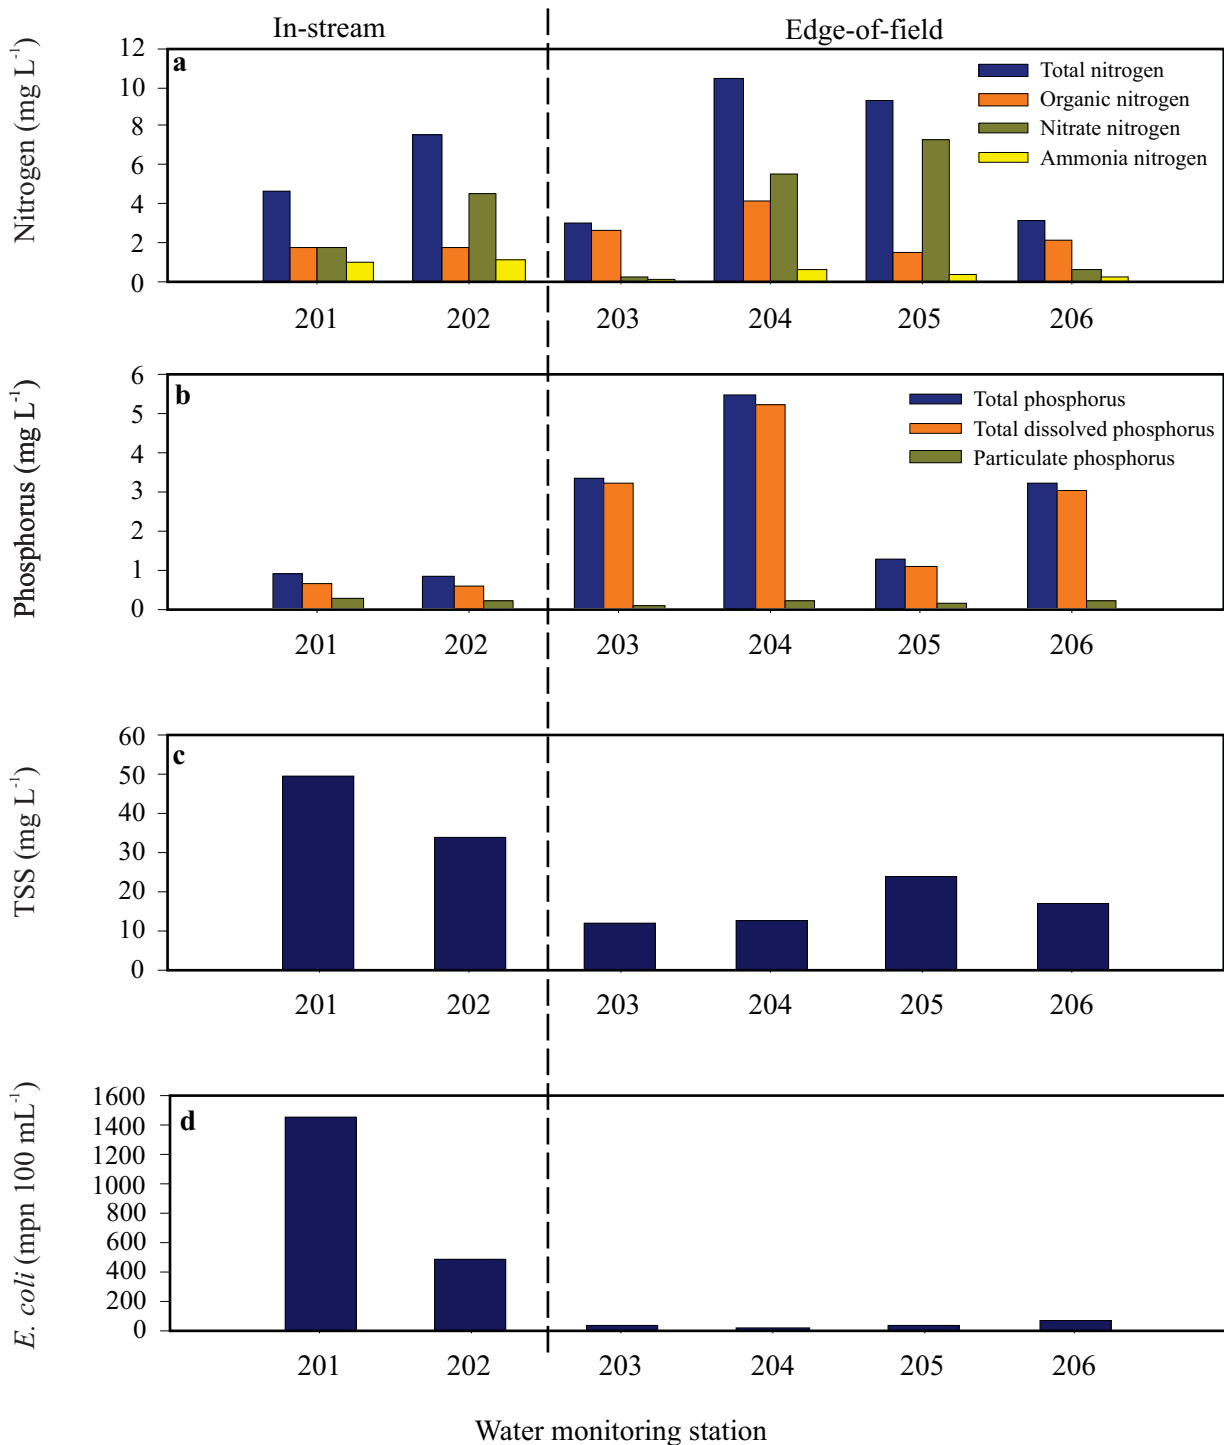 In-stream
Edge-of-field
a
Nitrogen (mg L⁻¹)
12
10
8
6
4
2
0
Total nitrogen
Organic nitrogen
Nitrate nitrogen
Ammonia nitrogen
201 202 203 204 205 206
b
Phosphorus (mg L⁻¹)
6
5
4
3
2
1
0
Total phosphorus
Total dissolved phosphorus
Particulate phosphorus
201 202 203 204 205 206
c
TSS (mg L⁻¹)
60
50
40
30
20
10
0
201 202 203 204 205 206
d
E. coli (mpn 100 mL⁻¹)
1600
1400
1200
1000
800
600
400
200
0
201 202 203 204 205 206
Water monitoring station